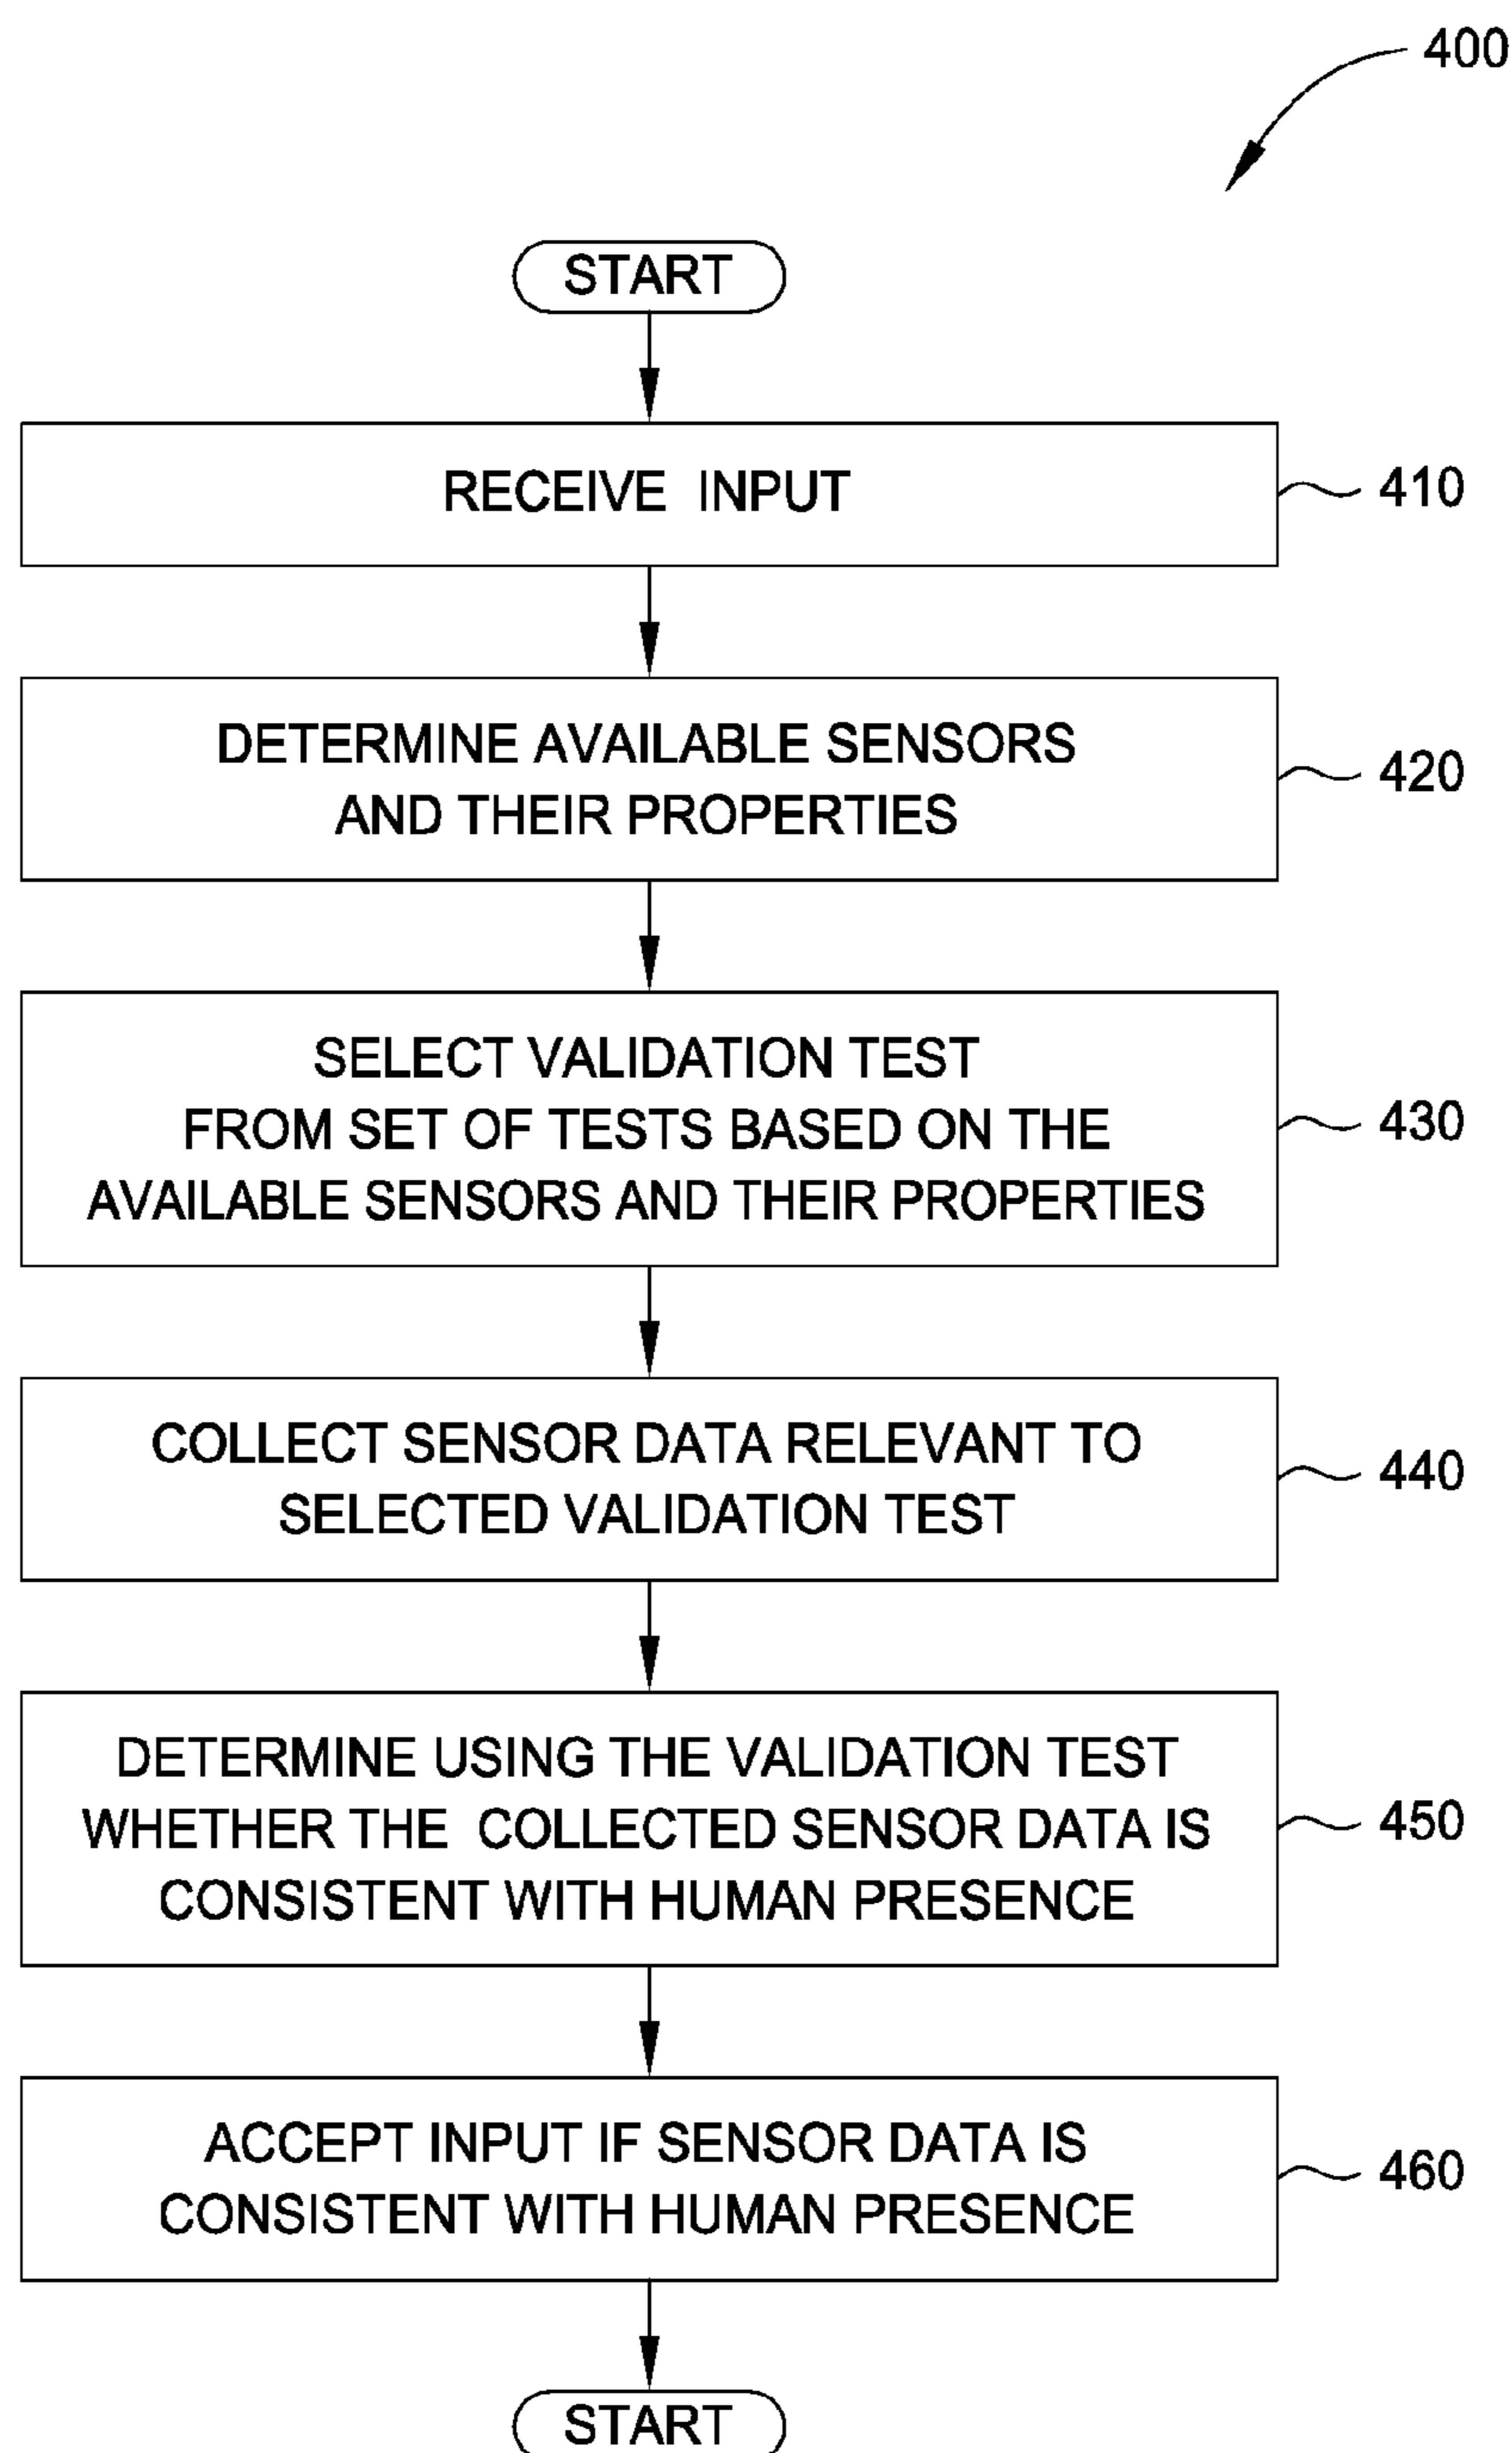 400
START
RECEIVE INPUT
410
DETERMINE AVAILABLE SENSORS
AND THEIR PROPERTIES
420
SELECT VALIDATION TEST
FROM SET OF TESTS BASED ON THE
AVAILABLE SENSORS AND THEIR PROPERTIES
430
COLLECT SENSOR DATA RELEVANT TO
SELECTED VALIDATION TEST
440
DETERMINE USING THE VALIDATION TEST
WHETHER THE COLLECTED SENSOR DATA IS
CONSISTENT WITH HUMAN PRESENCE
450
ACCEPT INPUT IF SENSOR DATA IS
CONSISTENT WITH HUMAN PRESENCE
460
START